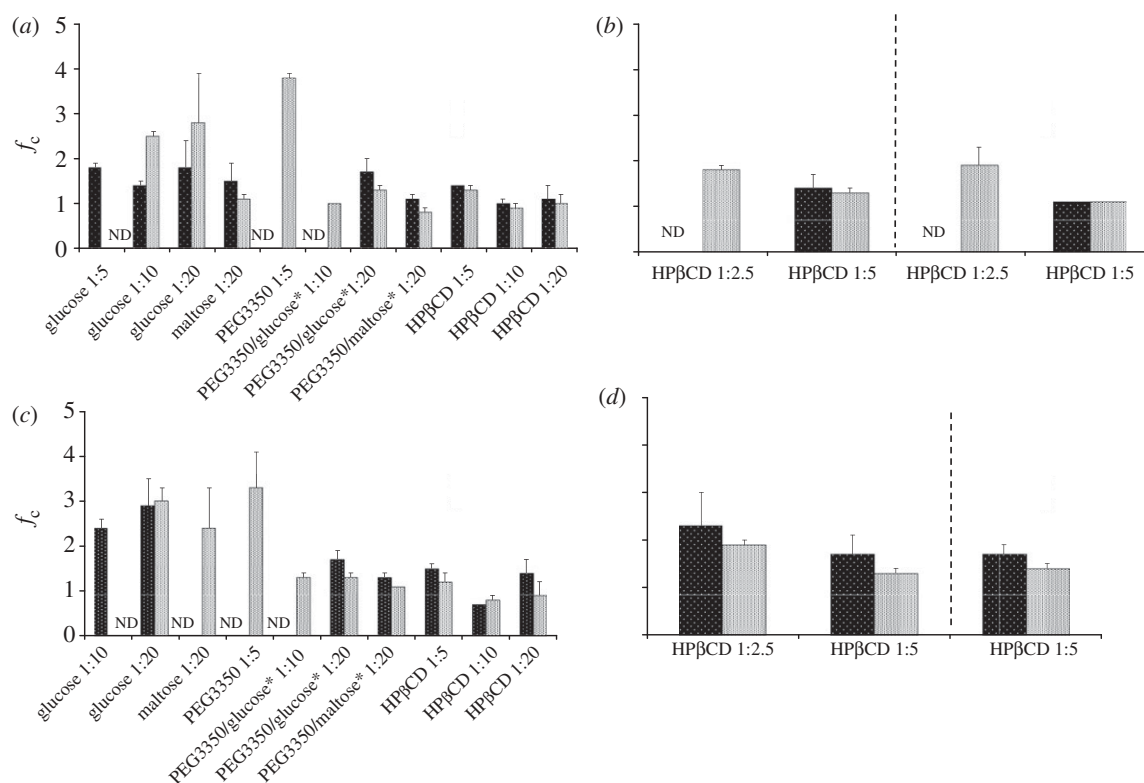 (a)
5
4
3
2
1
0
f_c
ND
ND
ND
glucose 1:5
glucose 1:10
glucose 1:20
maltose 1:20
PEG3350 1:5
PEG3350/glucose* 1:10
PEG3350/glucose*1:20
PEG3350/maltose* 1:20
HPβCD 1:5
HPβCD 1:10
HPβCD 1:20
(b)
ND
ND
HPβCD 1:2.5
HPβCD 1:5
HPβCD 1:2.5
HPβCD 1:5
(c)
5
4
3
2
1
0
f_c
ND
ND
ND
ND
glucose 1:10
glucose 1:20
maltose 1:20
PEG3350 1:5
PEG3350/glucose* 1:10
PEG3350/glucose* 1:20
PEG3350/maltose* 1:20
HPβCD 1:5
HPβCD 1:10
HPβCD 1:20
(d)
HPβCD 1:2.5
HPβCD 1:5
HPβCD 1:5